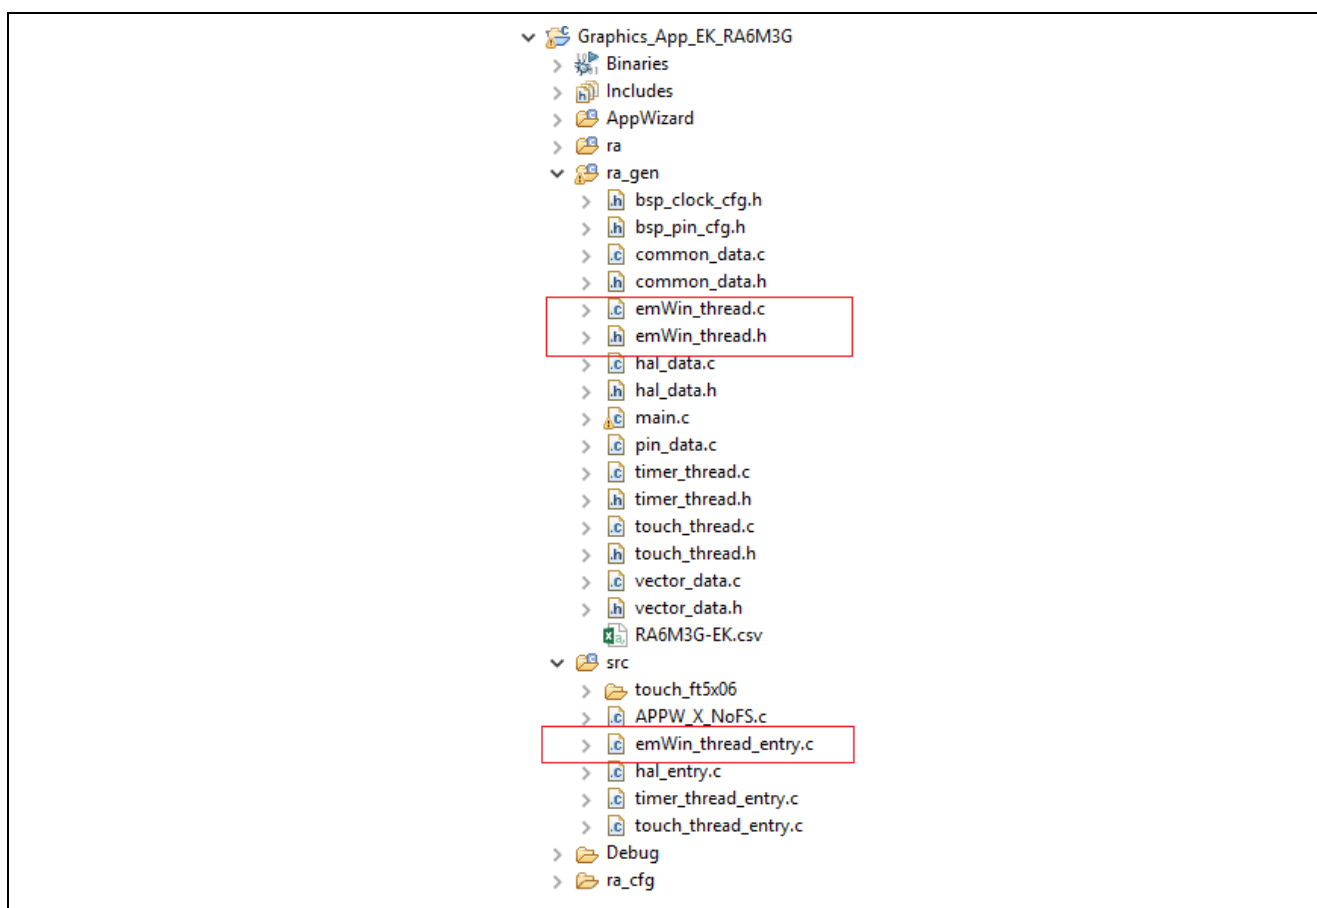 Graphics_App_EK_RA6M3G
Binaries
Includes
AppWizard
ra
ra_gen
bsp_clock_cfg.h
bsp_pin_cfg.h
common_data.c
common_data.h
emWin_thread.c
emWin_thread.h
hal_data.c
hal_data.h
main.c
pin_data.c
timer_thread.c
timer_thread.h
touch_thread.c
touch_thread.h
vector_data.c
vector_data.h
RA6M3G-EK.csv
src
touch_ft5x06
APPW_X_NoFS.c
emWin_thread_entry.c
hal_entry.c
timer_thread_entry.c
touch_thread_entry.c
Debug
ra_cfg